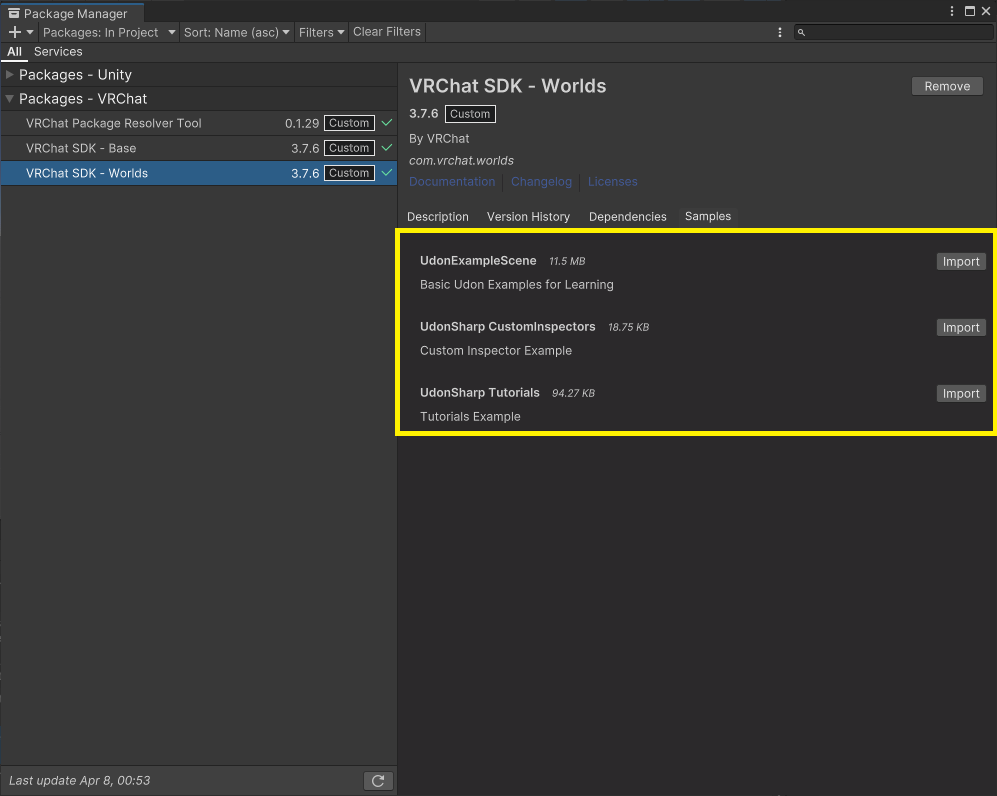 Package Manager
Packages: In Project Sort: Name (asc) Filters Clear Filters
All Services
Packages - Unity
Packages - VRChat
VRChat Package Resolver Tool 0.1.29 Custom
VRChat SDK - Base 3.7.6 Custom
VRChat SDK - Worlds 3.7.6 Custom
VRChat SDK - Worlds Remove
3.7.6 Custom
By VRChat
com.vrchat.worlds
Documentation Changelog Licenses
Description Version History Dependencies Samples
UdonExampleScene 11.5 MB Import
Basic Udon Examples for Learning
UdonSharp CustomInspectors 18.75 KB Import
Custom Inspector Example
UdonSharp Tutorials 94.27 KB Import
Tutorials Example
Last update Apr 8, 00:53